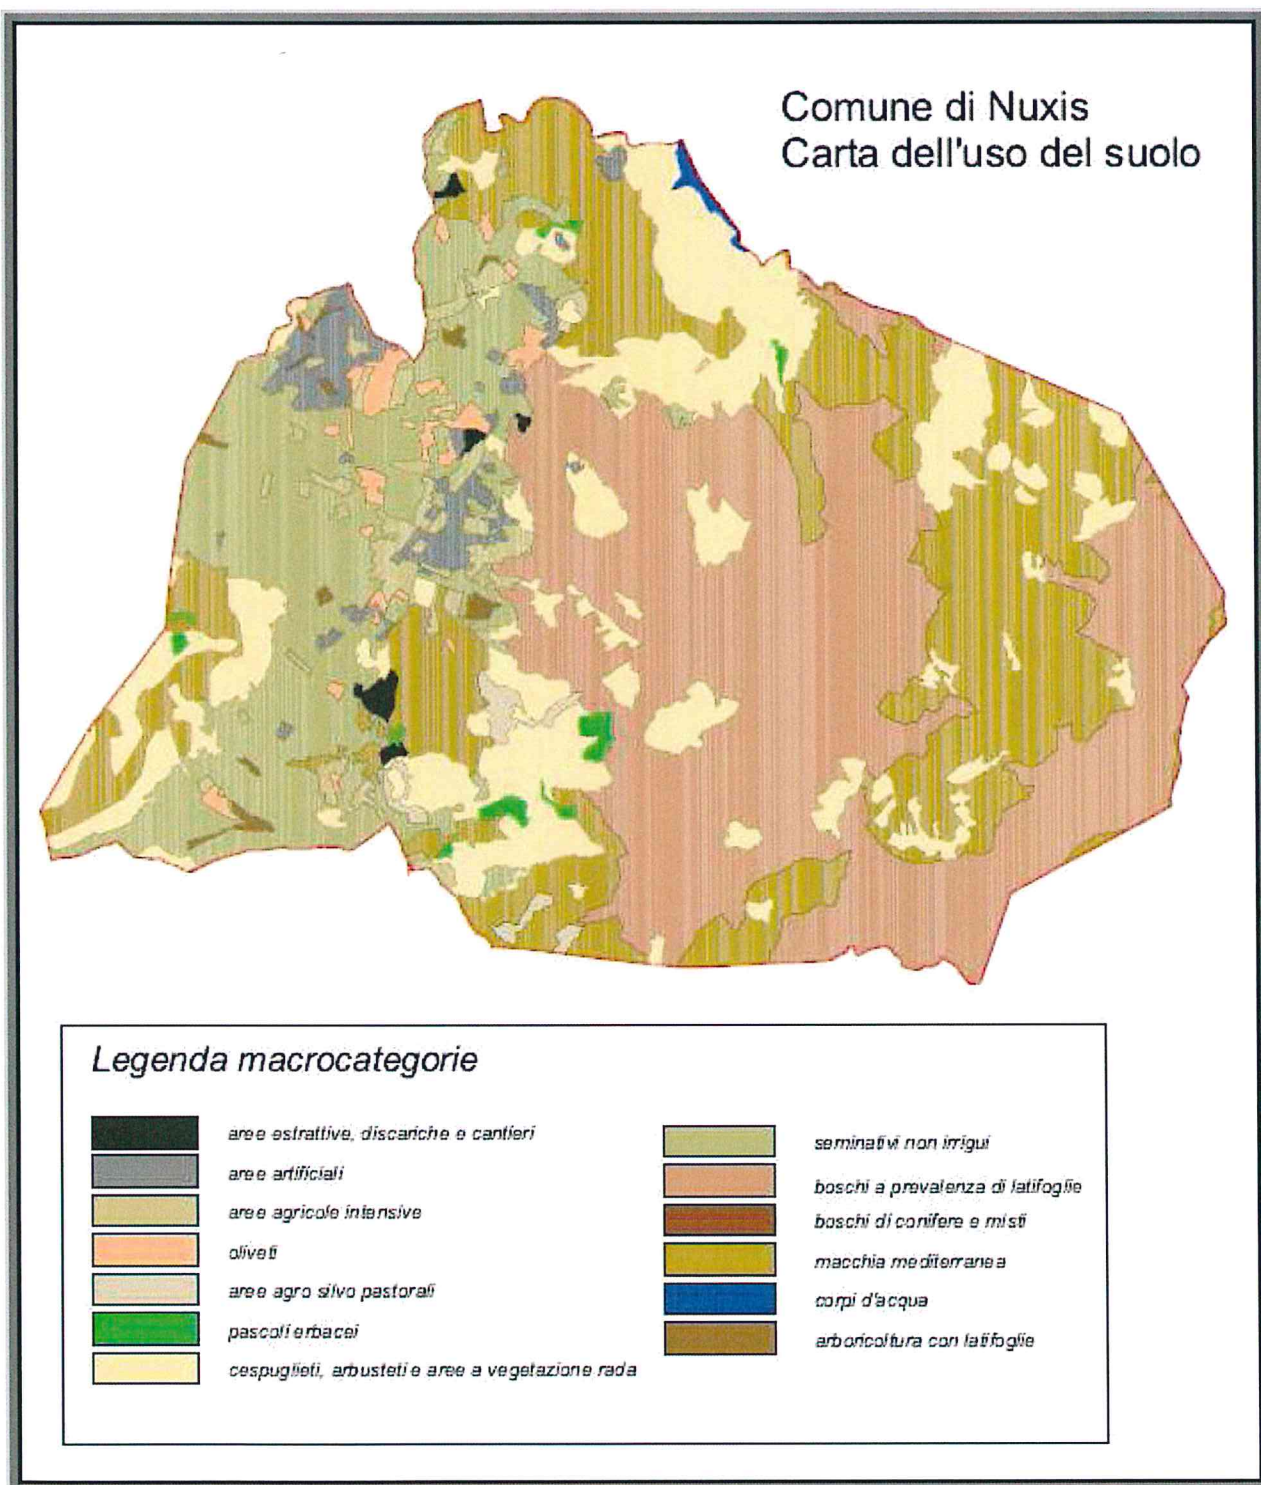 Comune di Nuxis
Carta dell'uso del suolo
Legenda macrocategorie
aree estrattive, discariche e cantieri
aree artificiali
aree agricole intensive
oliveti
aree agro silvo pastorali
pascoli erbacei
cespuglieti, arbusteti e aree a vegetazione rada
seminativi non irrigui
boschi a prevalenza di latifoglie
boschi di conifere e misti
macchia mediterranea
corpi d'acqua
arboricoltura con latifoglie